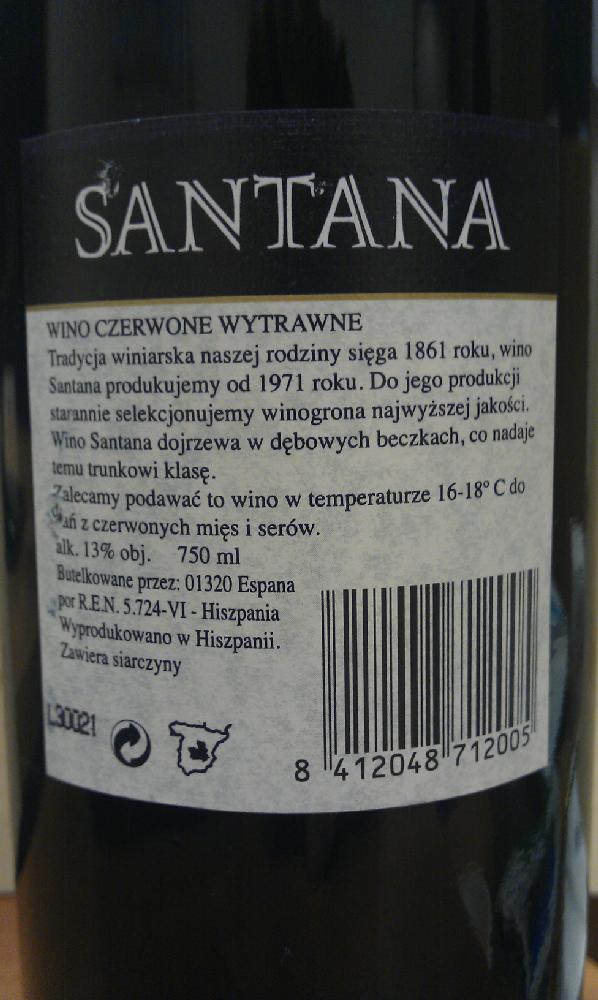 SANTANA
WINO CZERWONE WYTRAWNE
Tradycja winiarska naszej rodziny sięga 1861 roku, wino
Santana produkujemy od 1971 roku. Do jego produkcji
starannie selekcjonujemy winogrona najwyższej jakości.
Wino Santana dojrzewa w dębowych beczkach, co nadaje
temu trunkowi klasę.
Zalecamy podawać to wino w temperaturze 16-18º C do
dań z czerwonych mięs i serów.
alk. 13% obj. 750 ml
Butelkowane przez: 01320 Espana
por R.E.N. 5.724-VI - Hiszpania
Wyprodukowano w Hiszpanii.
Zawiera siarczyny
L30021
8 412048 712005